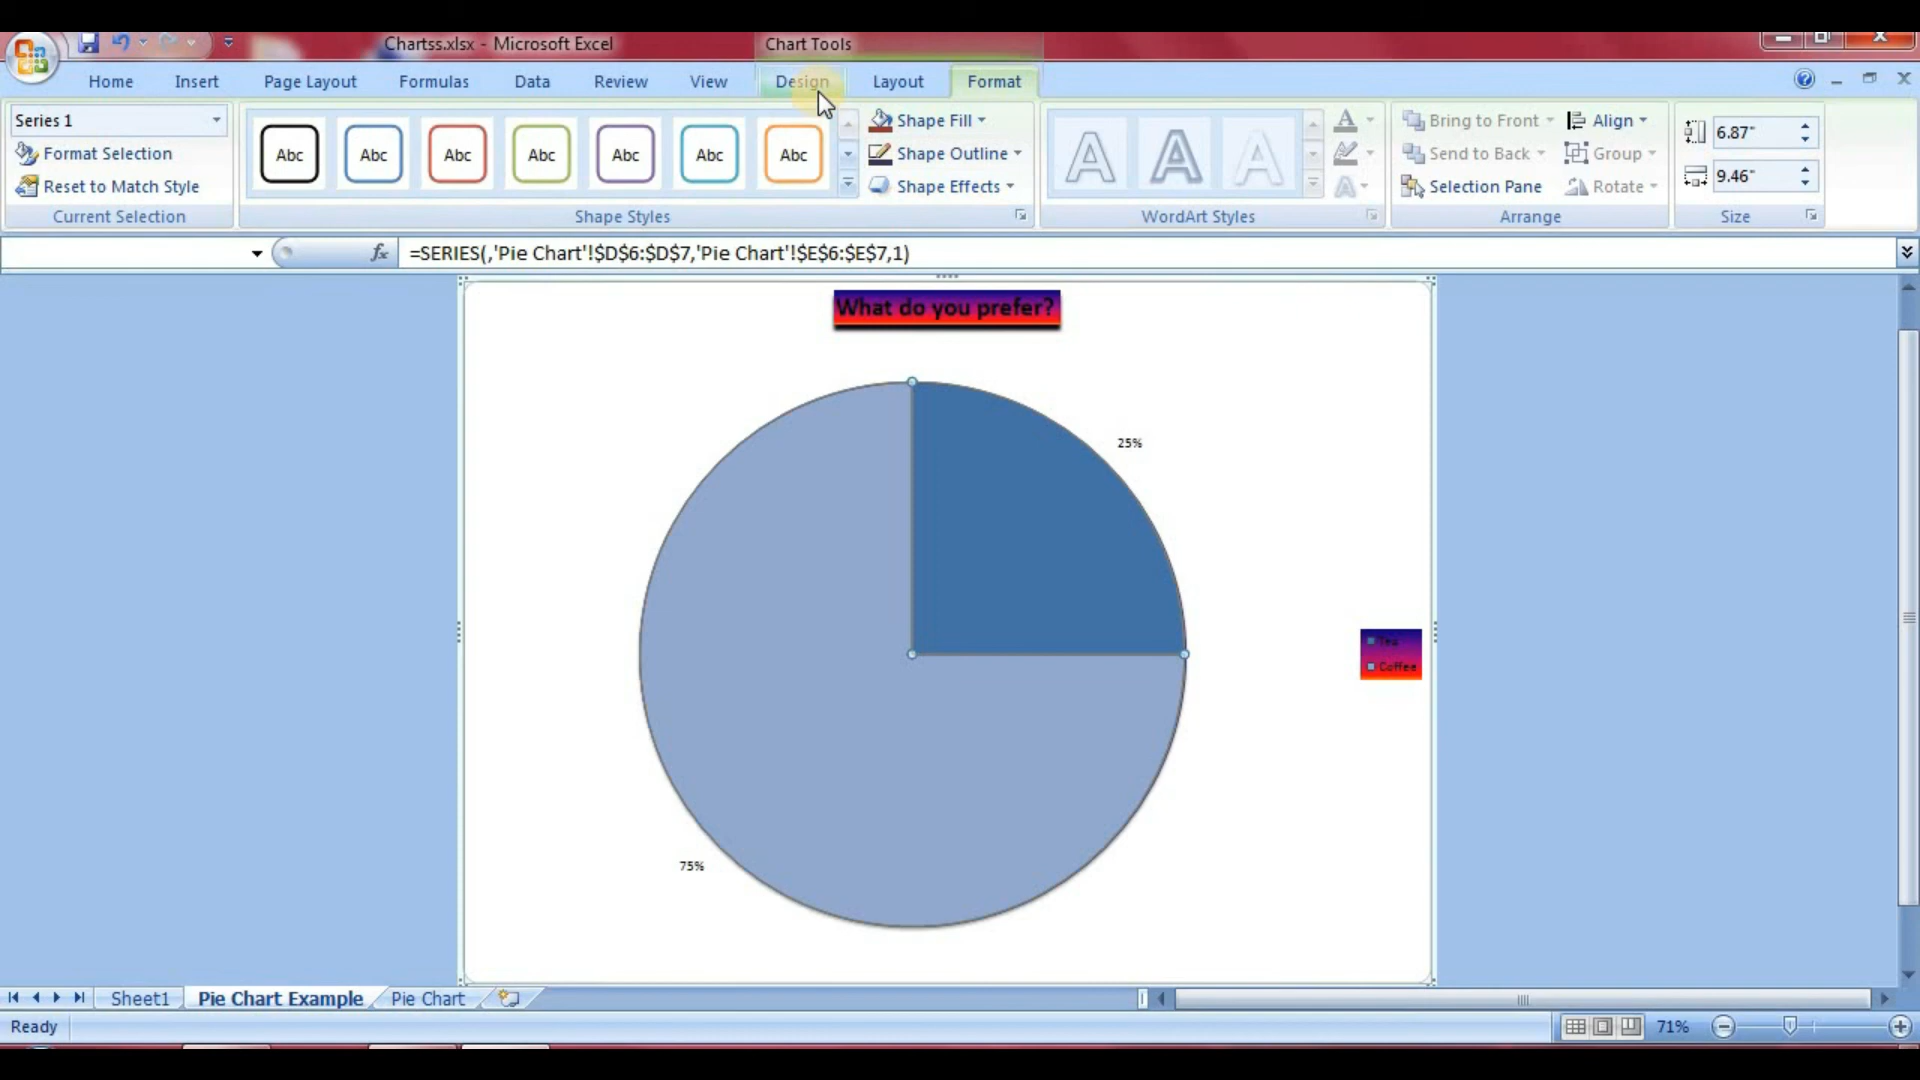 Chartss.xlsx - Microsoft Excel
Chart Tools
Home Insert Page Layout Formulas Data Review View Design Layout Format
Series 1
Format Selection
Reset to Match Style
Current Selection
Abc Abc Abc Abc Abc Abc Abc
Shape Fill
Shape Outline
Shape Effects
Shape Styles
A A A
A
A
WordArt Styles
Bring to Front
Send to Back
Selection Pane
Align
Group
Rotate
Arrange
6.87"
9.46"
Size
fx =SERIES(,'Pie Chart'!$D$6:$D$7,'Pie Chart'!$E$6:$E$7,1)
What do you prefer?
25%
Tea
Coffee
75%
Sheet1 Pie Chart Example Pie Chart
Ready
71%